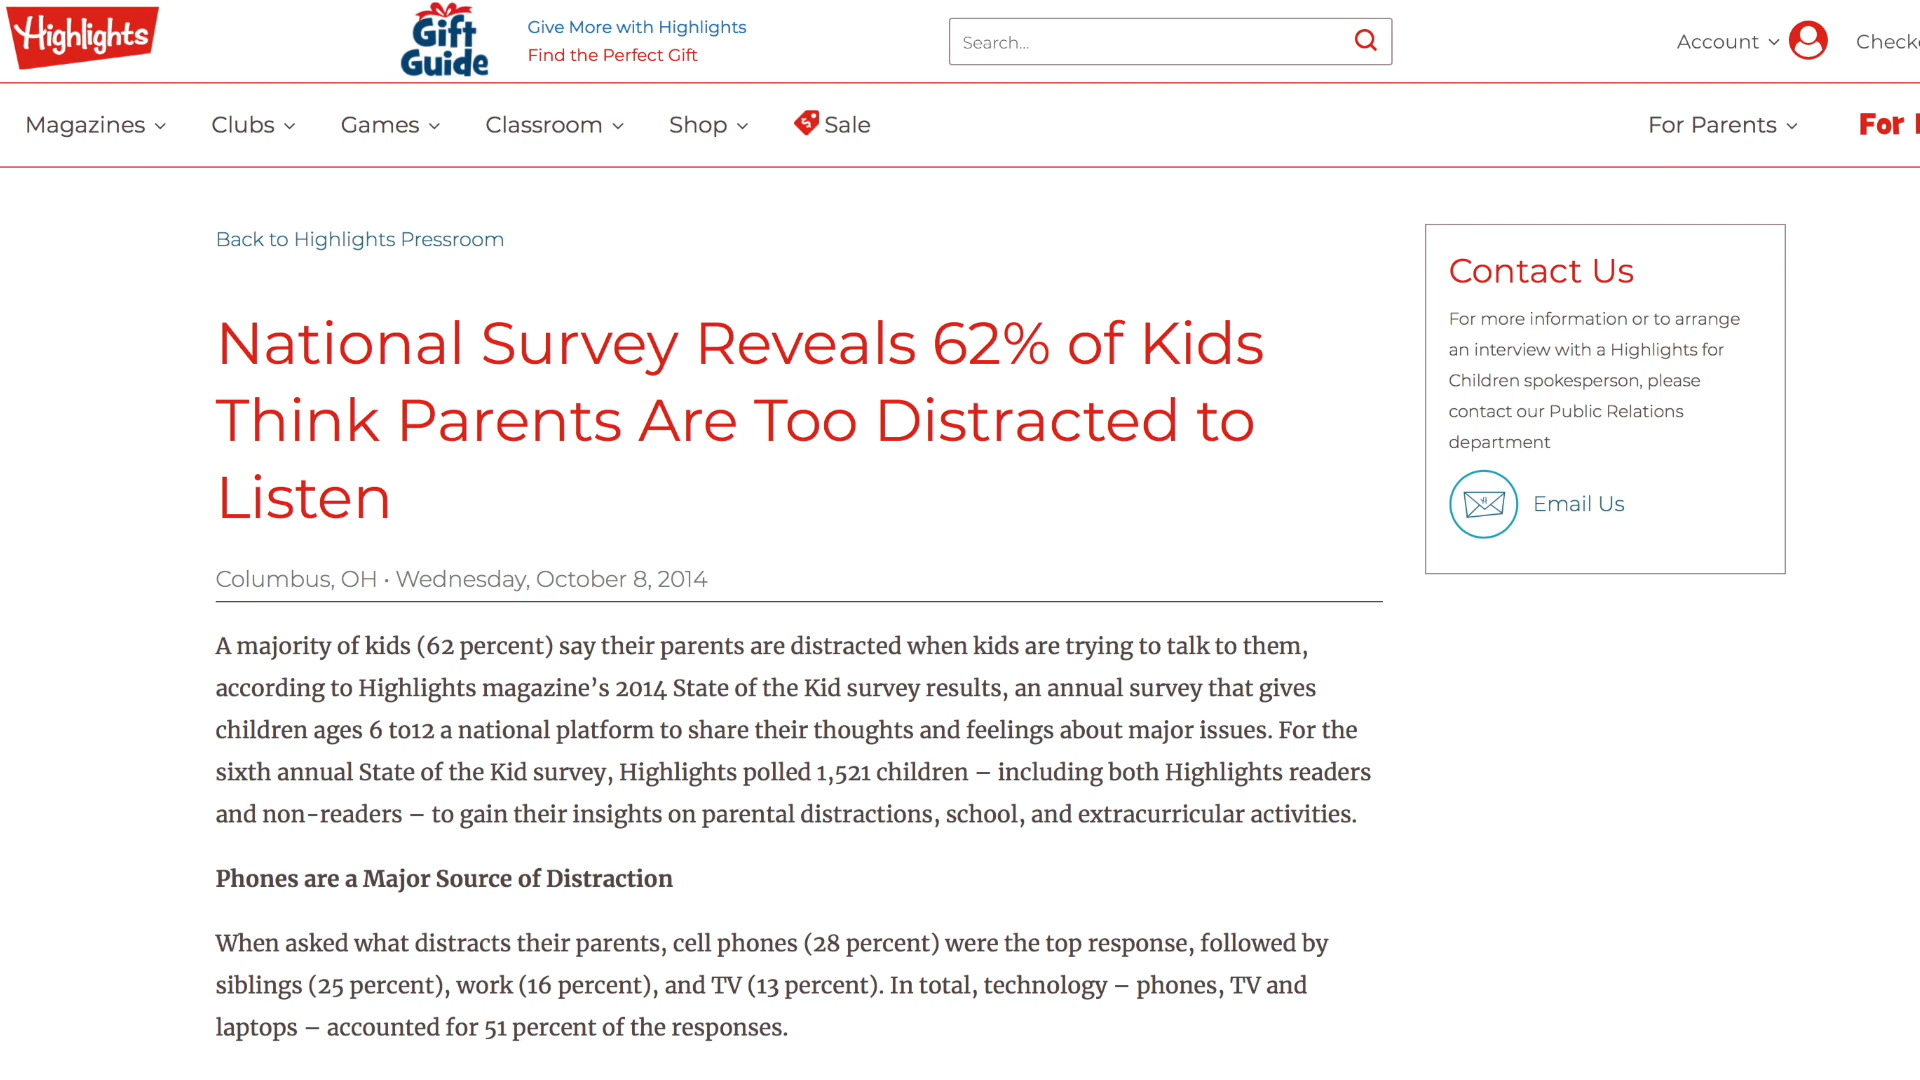 Highlights
Gift
Guide
Give More with Highlights
Find the Perfect Gift
Search...
Account
Magazines
Clubs
Games
Classroom
Shop
Sale
For Parents
For
Back to Highlights Pressroom
National Survey Reveals 62% of Kids
Think Parents Are Too Distracted to
Listen
Columbus, OH • Wednesday, October 8, 2014
A majority of kids (62 percent) say their parents are distracted when kids are trying to talk to them,
according to Highlights magazine’s 2014 State of the Kid survey results, an annual survey that gives
children ages 6 to12 a national platform to share their thoughts and feelings about major issues. For the
sixth annual State of the Kid survey, Highlights polled 1,521 children – including both Highlights readers
and non-readers – to gain their insights on parental distractions, school, and extracurricular activities.
Phones are a Major Source of Distraction
When asked what distracts their parents, cell phones (28 percent) were the top response, followed by
siblings (25 percent), work (16 percent), and TV (13 percent). In total, technology – phones, TV and
laptops – accounted for 51 percent of the responses.
Contact Us
For more information or to arrange
an interview with a Highlights for
Children spokesperson, please
contact our Public Relations
department
Email Us